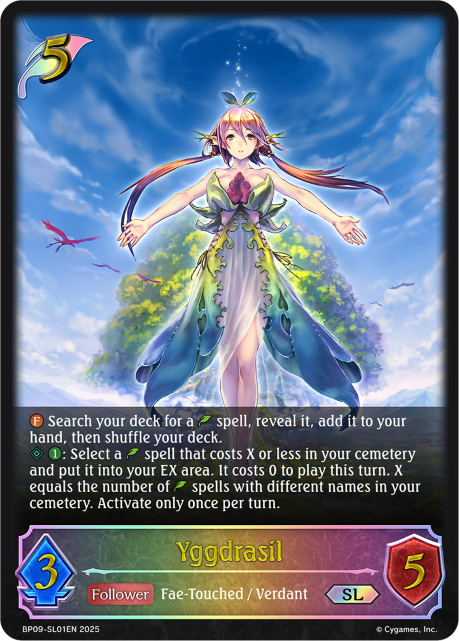 5
F Search your deck for a spell, reveal it, add it to your
hand, then shuffle your deck.
1: Select a spell that costs X or less in your cemetery
and put it into your EX area. It costs 0 to play this turn. X
equals the number of spells with different names in your
cemetery. Activate only once per turn.
Yggdrasil
3
Follower Fae-Touched / Verdant
SL
5
BP09-SL01EN 2025
© Cygames, Inc.